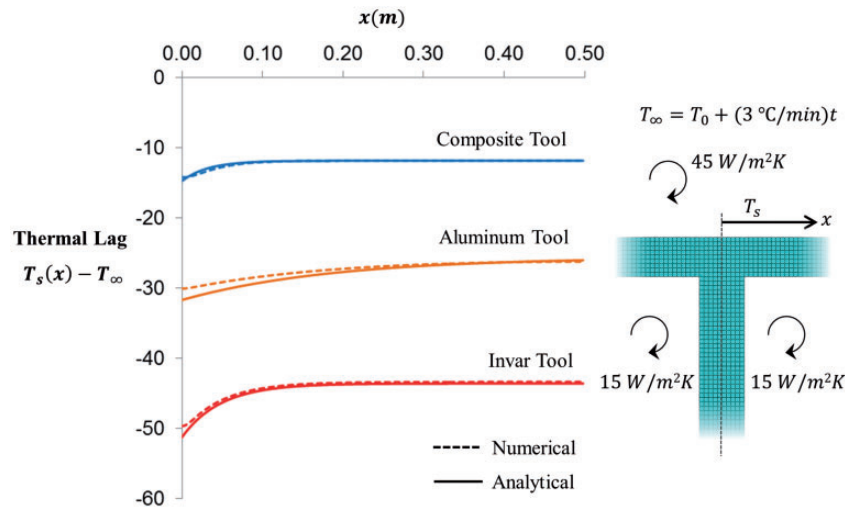 x(m)
0.00 0.10 0.20 0.30 0.40 0.50
0
-10
-20
-30
-40
-50
-60
Thermal Lag
Tₛ(x) − T∞
Composite Tool
Aluminum Tool
Invar Tool
Numerical
Analytical
T∞ = T₀ + (3 ℃/min)t
45 W/m²K
Tₛ
x
15 W/m²K 15 W/m²K